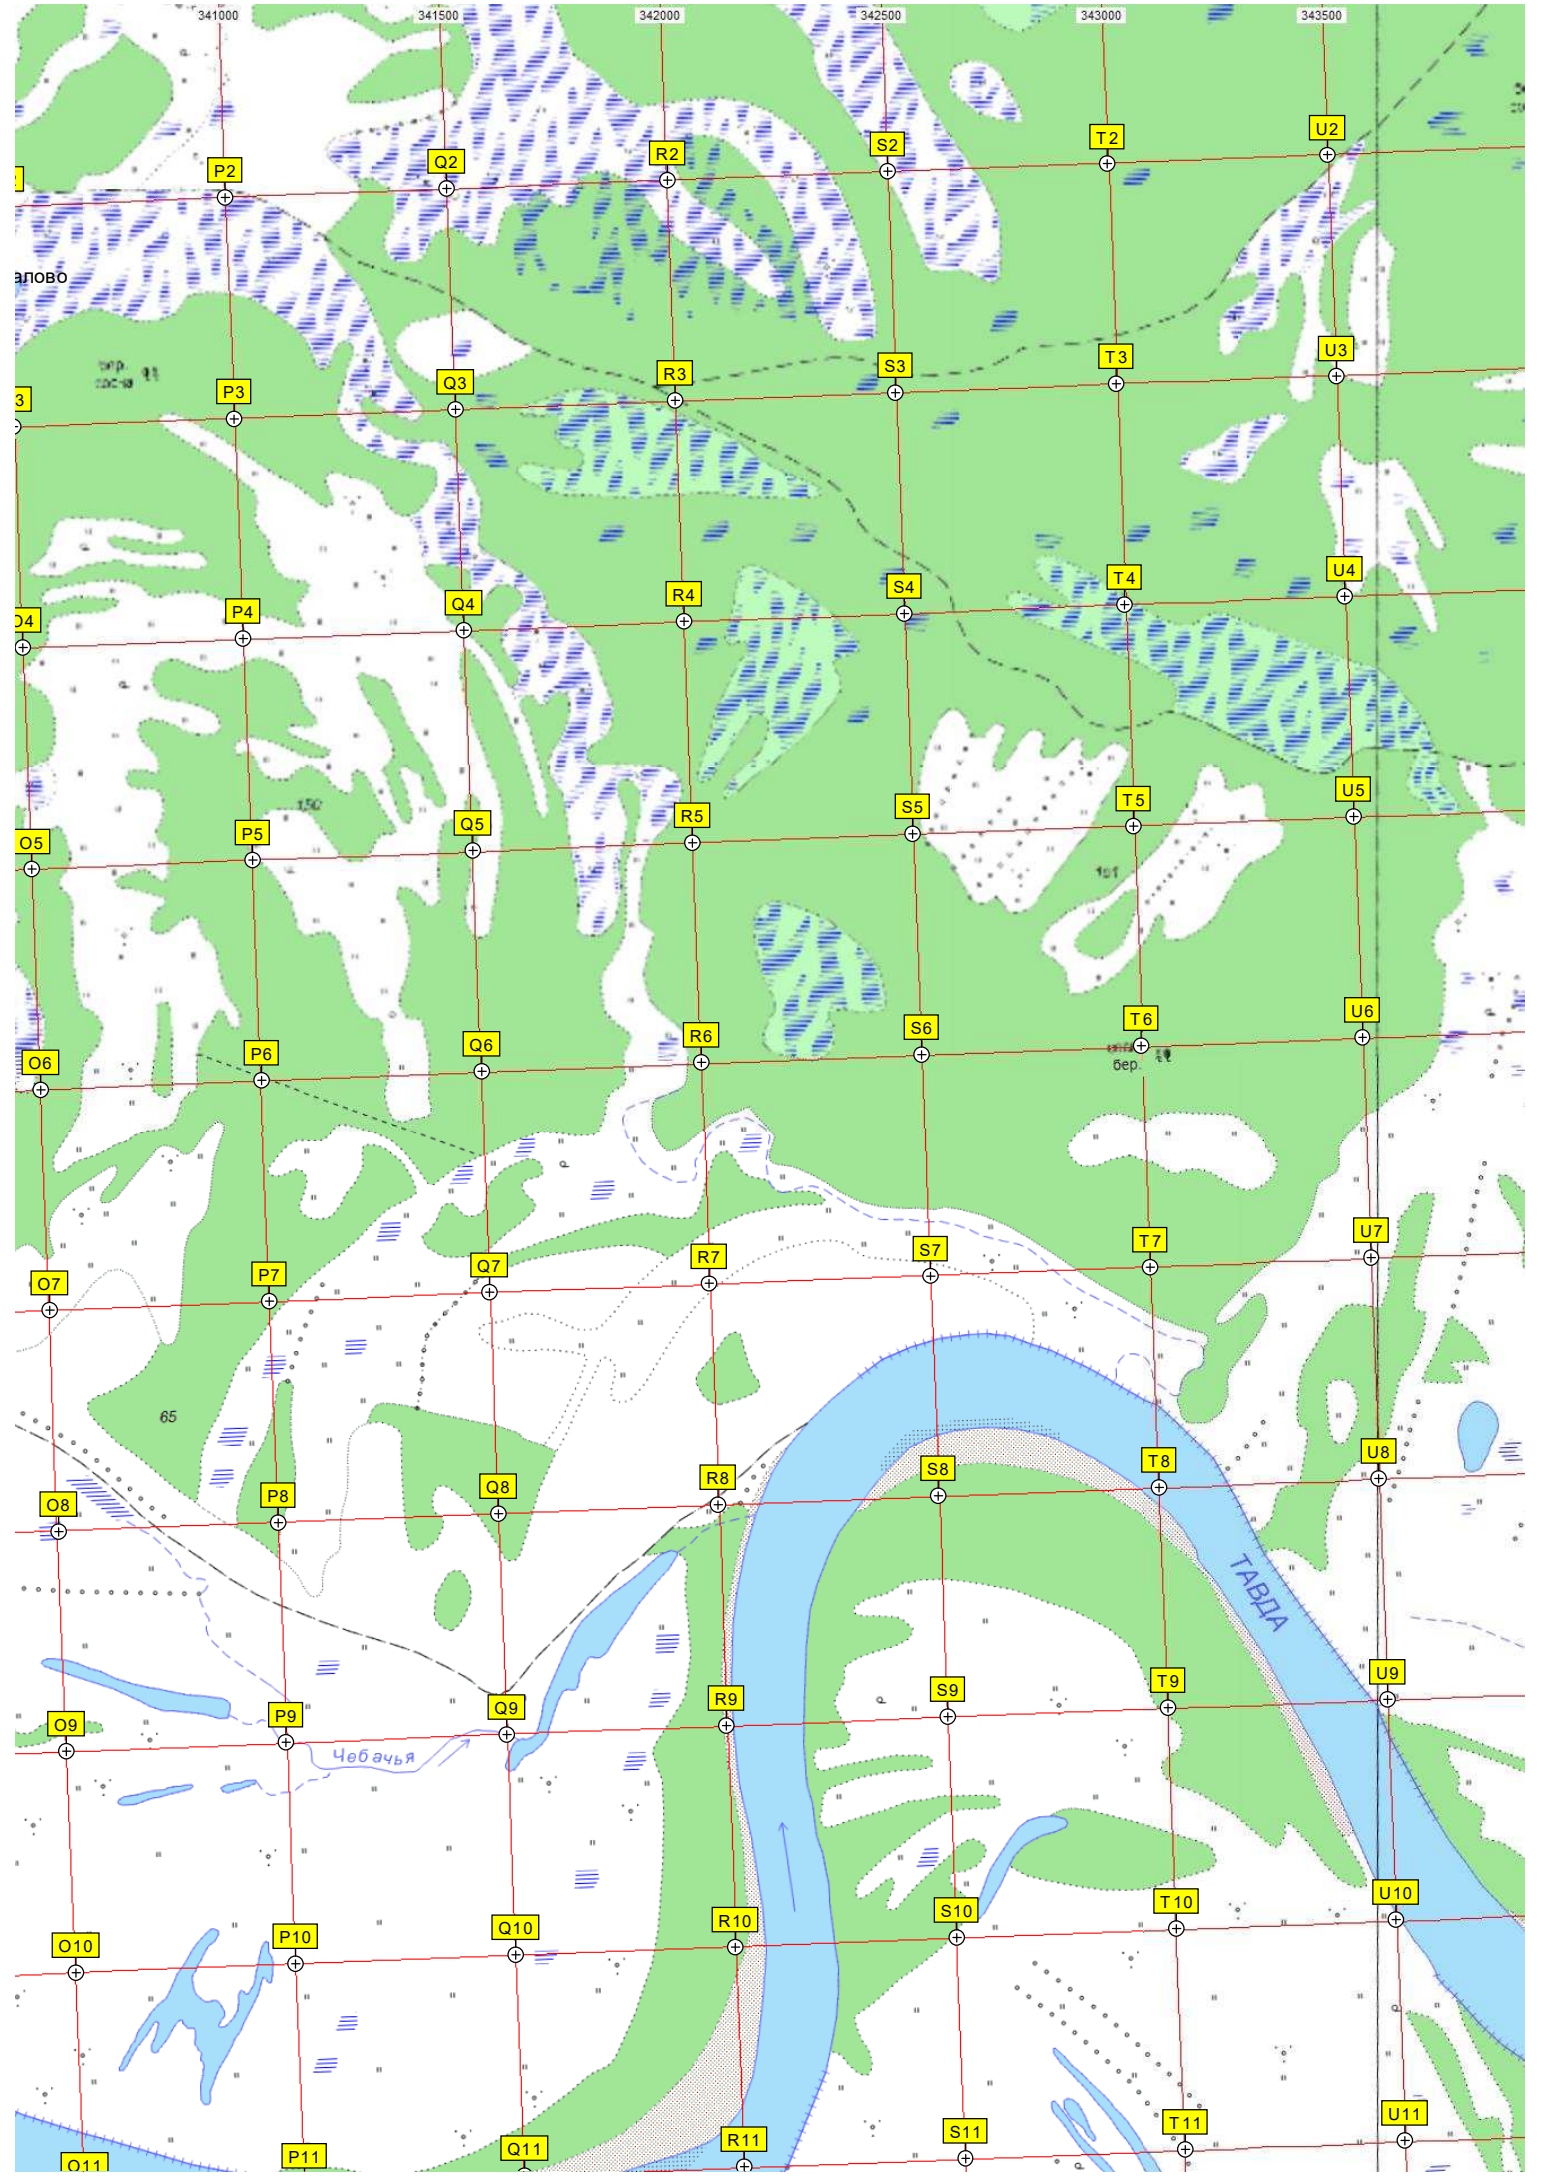 341000 341500 342000 342500 343000 343500
P2 Q2 R2 S2 T2 U2
алово
3 P3 Q3 R3 S3 T3 U3
O4 P4 Q4 R4 S4 T4 U4
150
O5 P5 Q5 R5 S5 T5 U5
151
O6 P6 Q6 R6 S6 T6 U6
бер.
O7 P7 Q7 R7 S7 T7 U7
65
O8 P8 Q8 R8 S8 T8 U8
ТАВДА
O9 P9 Q9 R9 S9 T9 U9
Чебачья
O10 P10 Q10 R10 S10 T10 U10
O11 P11 Q11 R11 S11 T11 U11